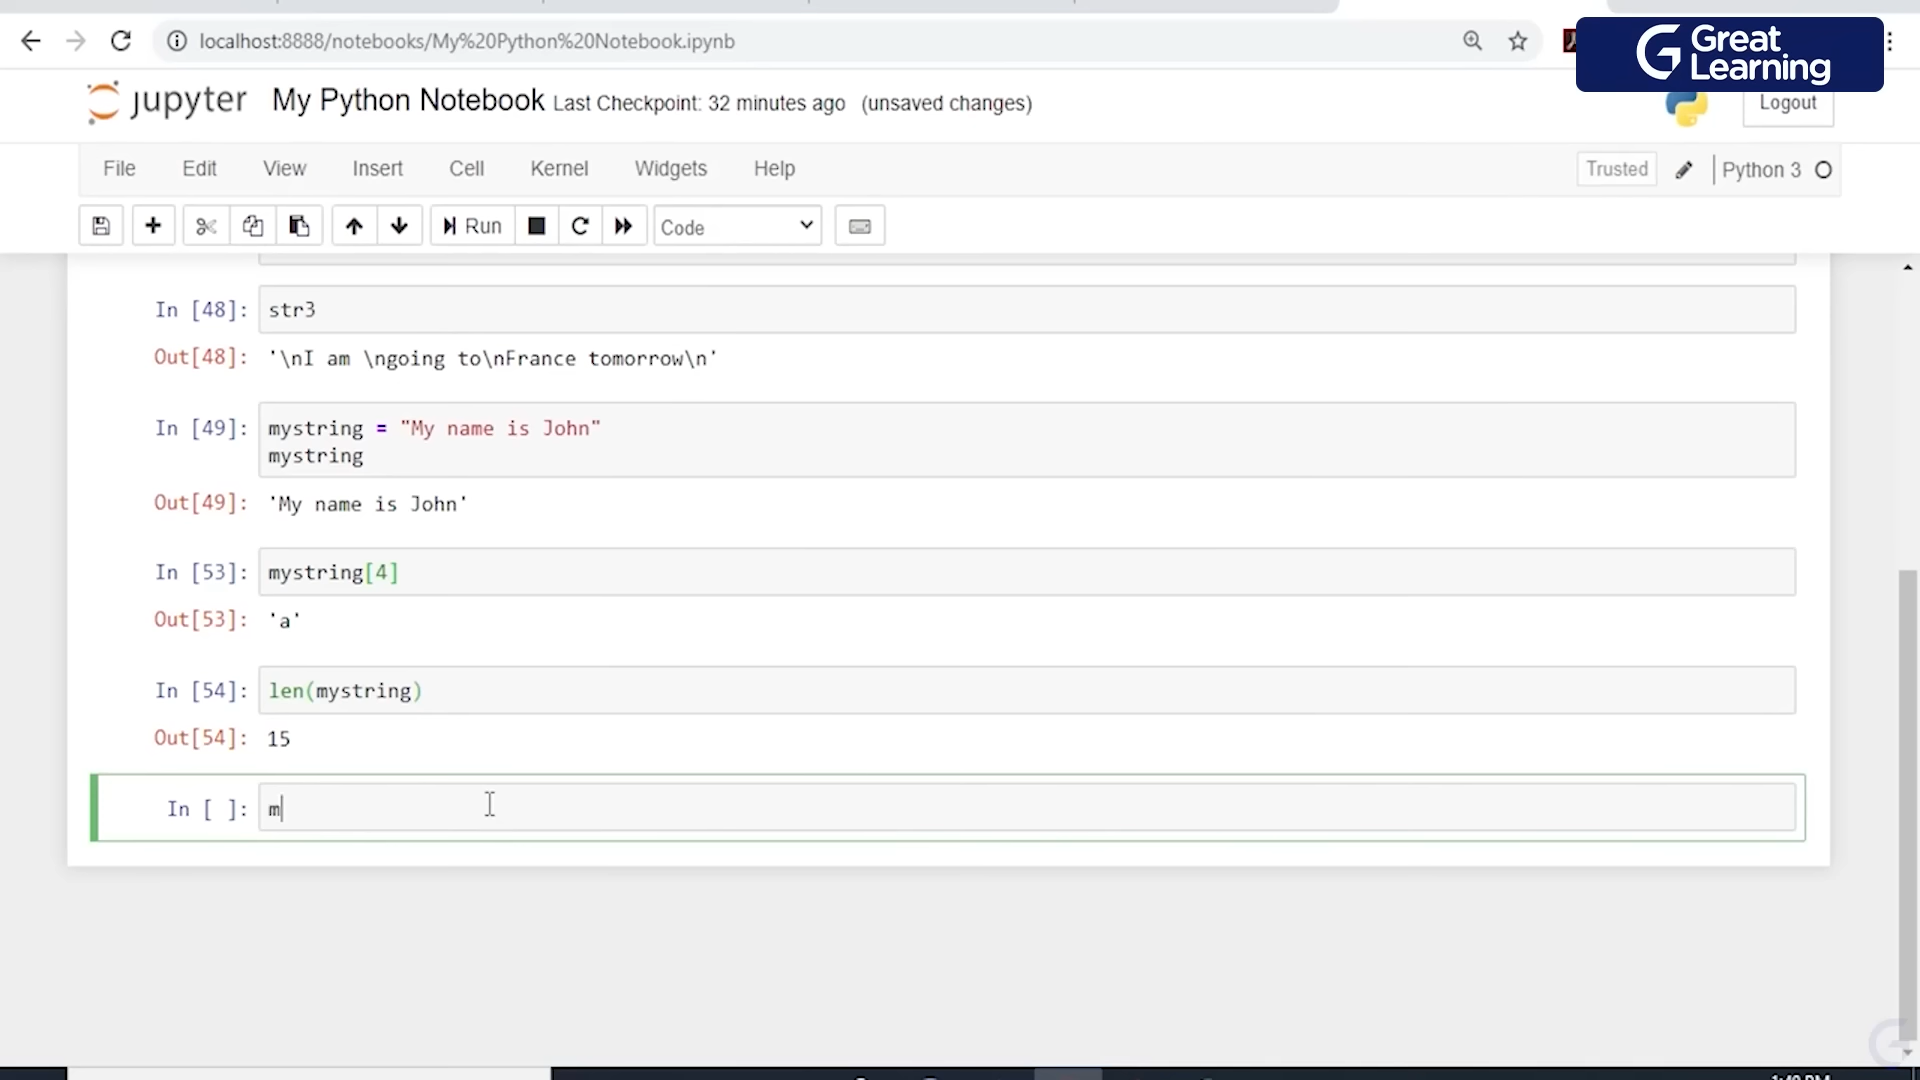 localhost:8888/notebooks/My%20Python%20Notebook.ipynb
Great
Learning
jupyter My Python Notebook Last Checkpoint: 32 minutes ago (unsaved changes)
Logout
File Edit View Insert Cell Kernel Widgets Help
Trusted
Python 3
Run
Code
In [48]: str3
Out[48]: '\nI am \ngoing to\nFrance tomorrow\n'
In [49]: mystring = "My name is John"
mystring
Out[49]: 'My name is John'
In [53]: mystring[4]
Out[53]: 'a'
In [54]: len(mystring)
Out[54]: 15
In [ ]: m